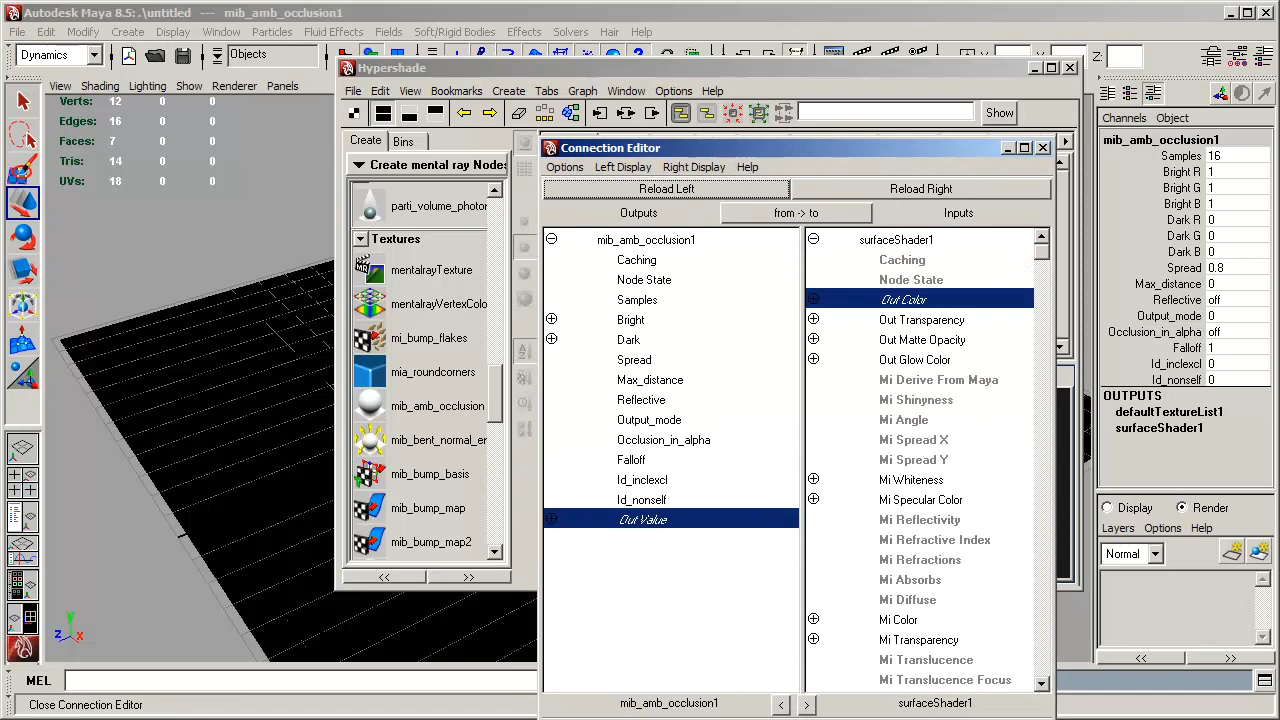 Autodesk Maya 8.5: .\untitled --- mib_amb_occlusion1
File Edit Modify Create Display Window Particles Fluid Effects Fields Soft/Rigid Bodies Effects Solvers Hair Help
Dynamics Objects Z:
View Shading Lighting Show Renderer Panels
Verts: 12 0 0
Edges: 16 0 0
Faces: 7 0 0
Tris: 14 0 0
UVs: 18 0 0
Hypershade
File Edit View Bookmarks Create Tabs Graph Window Options Help
Show
Create Bins
Create mental ray Nodes
parti_volume_photor
Textures
mentalrayTexture
mentalrayVertexColo
mi_bump_flakes
mia_roundcorners
mib_amb_occlusion
mib_bent_normal_er
mib_bump_basis
mib_bump_map
mib_bump_map2
<< >>
Connection Editor
Options Left Display Right Display Help
Reload Left Reload Right
Outputs from -> to Inputs
mib_amb_occlusion1
Caching
Node State
Samples
Bright
Dark
Spread
Max_distance
Reflective
Output_mode
Occlusion_in_alpha
Falloff
Id_inclexcl
Id_nonself
Out Value
surfaceShader1
Caching
Node State
Out Color
Out Transparency
Out Matte Opacity
Out Glow Color
Mi Derive From Maya
Mi Shinyness
Mi Angle
Mi Spread X
Mi Spread Y
Mi Whiteness
Mi Specular Color
Mi Reflectivity
Mi Refractive Index
Mi Refractions
Mi Absorbs
Mi Diffuse
Mi Color
Mi Transparency
Mi Translucence
Mi Translucence Focus
mib_amb_occlusion1 < > surfaceShader1
Channels Object
mib_amb_occlusion1
Samples 16
Bright R 1
Bright G 1
Bright B 1
Dark R 0
Dark G 0
Dark B 0
Spread 0.8
Max_distance 0
Reflective off
Output_mode 0
Occlusion_in_alpha off
Falloff 1
Id_inclexcl 0
Id_nonself 0
OUTPUTS
defaultTextureList1
surfaceShader1
Display Render
Layers Options Help
Normal
<< >>
y
z x
MEL
Close Connection Editor